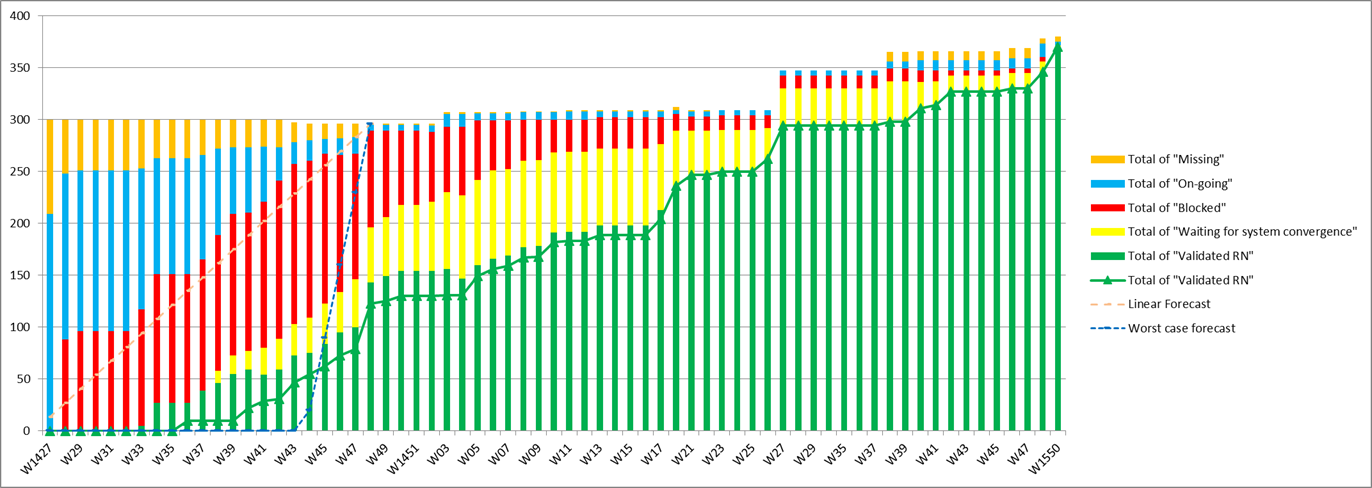 400
350
300
250
200
150
100
50
0
W1427
W29
W31
W33
W35
W37
W39
W41
W43
W45
W47
W49
W1451
W03
W05
W07
W09
W11
W13
W15
W17
W21
W23
W25
W27
W33
W35
W37
W39
W41
W43
W45
W47
W1550
Total of "Missing"
Total of "On-going"
Total of "Blocked"
Total of "Waiting for system convergence"
Total of "Validated RN"
Total of "Validated RN"
Linear Forecast
Worst case forecast